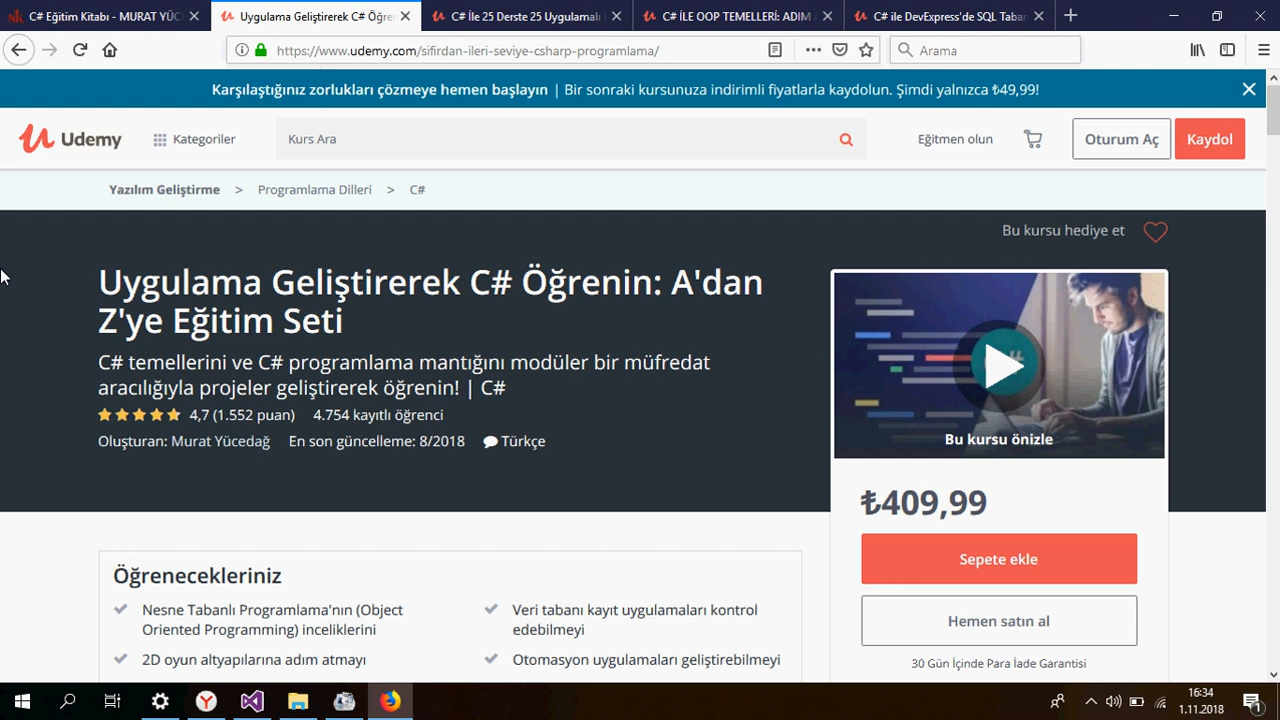 C# Eğitim Kitabı - MURAT YÜC
Uygulama Geliştirerek C# Öğre
C# İle 25 Derste 25 Uygulamalı
C# İLE OOP TEMELLERİ: ADIM A
C# ile DevExpress'de SQL Tabar
https://www.udemy.com/sifirdan-ileri-seviye-csharp-programlama/
Arama
Karşılaştığınız zorlukları çözmeye hemen başlayın | Bir sonraki kursunuza indirimli fiyatlarla kaydolun. Şimdi yalnızca ₺49,99!
Udemy
Kategoriler
Kurs Ara
Eğitmen olun
Oturum Aç
Kaydol
Yazılım Geliştirme > Programlama Dilleri > C#
Bu kursu hediye et
Uygulama Geliştirerek C# Öğrenin: A'dan
Z'ye Eğitim Seti
C# temellerini ve C# programlama mantığını modüler bir müfredat
aracılığıyla projeler geliştirerek öğrenin! | C#
4,7 (1.552 puan) 4.754 kayıtlı öğrenci
Oluşturan: Murat Yücedağ En son güncelleme: 8/2018 Türkçe
Bu kursu önizle
₺409,99
Sepete ekle
Hemen satın al
30 Gün İçinde Para İade Garantisi
Öğrenecekleriniz
Nesne Tabanlı Programlama'nın (Object
Oriented Programming) inceliklerini
2D oyun altyapılarına adım atmayı
Veri tabanı kayıt uygulamaları kontrol
edebilmeyi
Otomasyon uygulamaları geliştirebilmeyi
16:34
1.11.2018
1